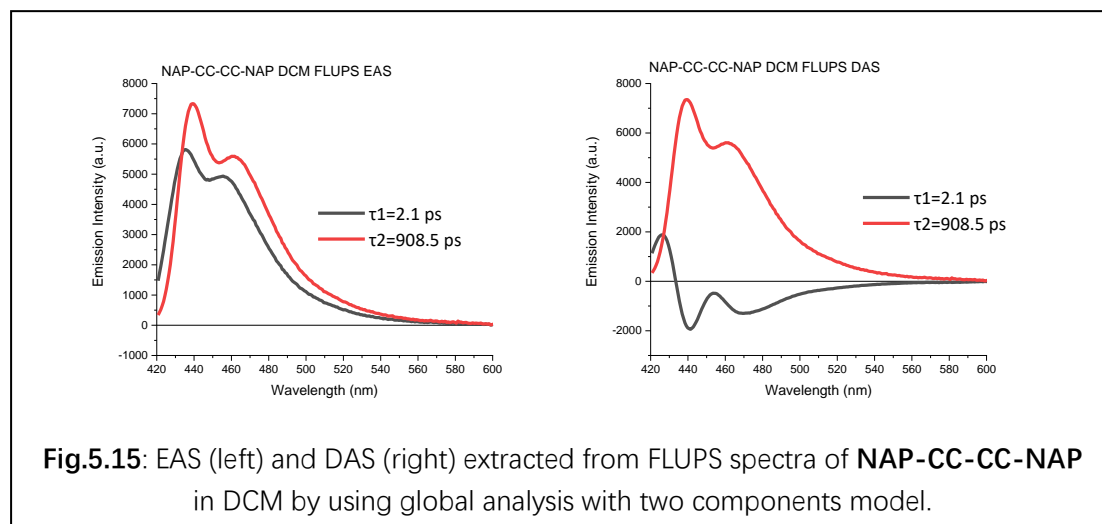 NAP-CC-CC-NAP DCM FLUPS EAS
8000
7000
6000
5000
4000
3000
2000
1000
0
-1000
Emission Intensity (a.u.)
τ1=2.1 ps
τ2=908.5 ps
420 440 460 480 500 520 540 560 580 600
Wavelength (nm)
NAP-CC-CC-NAP DCM FLUPS DAS
8000
6000
4000
2000
0
-2000
Emission Intensity (a.u.)
τ1=2.1 ps
τ2=908.5 ps
420 440 460 480 500 520 540 560 580 600
Wavelength (nm)
Fig.5.15: EAS (left) and DAS (right) extracted from FLUPS spectra of NAP-CC-CC-NAP
in DCM by using global analysis with two components model.